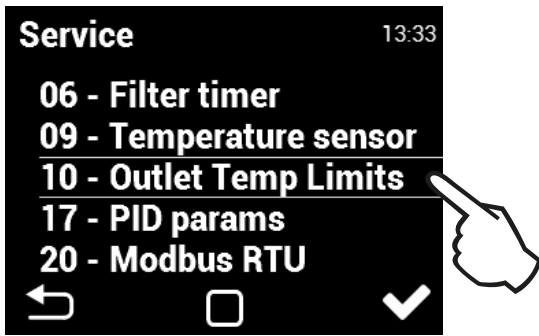 Service 13:33
06 - Filter timer
09 - Temperature sensor
10 - Outlet Temp Limits
17 - PID params
20 - Modbus RTU